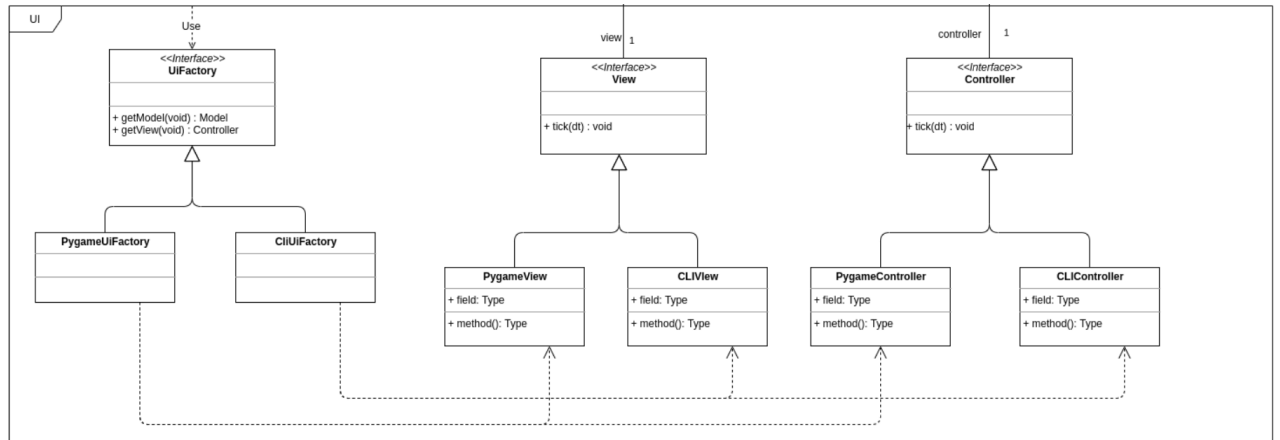 UI
Use
view
1
controller
1
<<Interface>>
UiFactory
+ getModel(void) : Model
+ getView(void) : Controller
<<Interface>>
View
+ tick(dt) : void
<<Interface>>
Controller
+ tick(dt) : void
PygameUiFactory
CliUiFactory
PygameView
+ field: Type
+ method(): Type
CLIVIew
+ field: Type
+ method(): Type
PygameController
+ field: Type
+ method(): Type
CLIController
+ field: Type
+ method(): Type